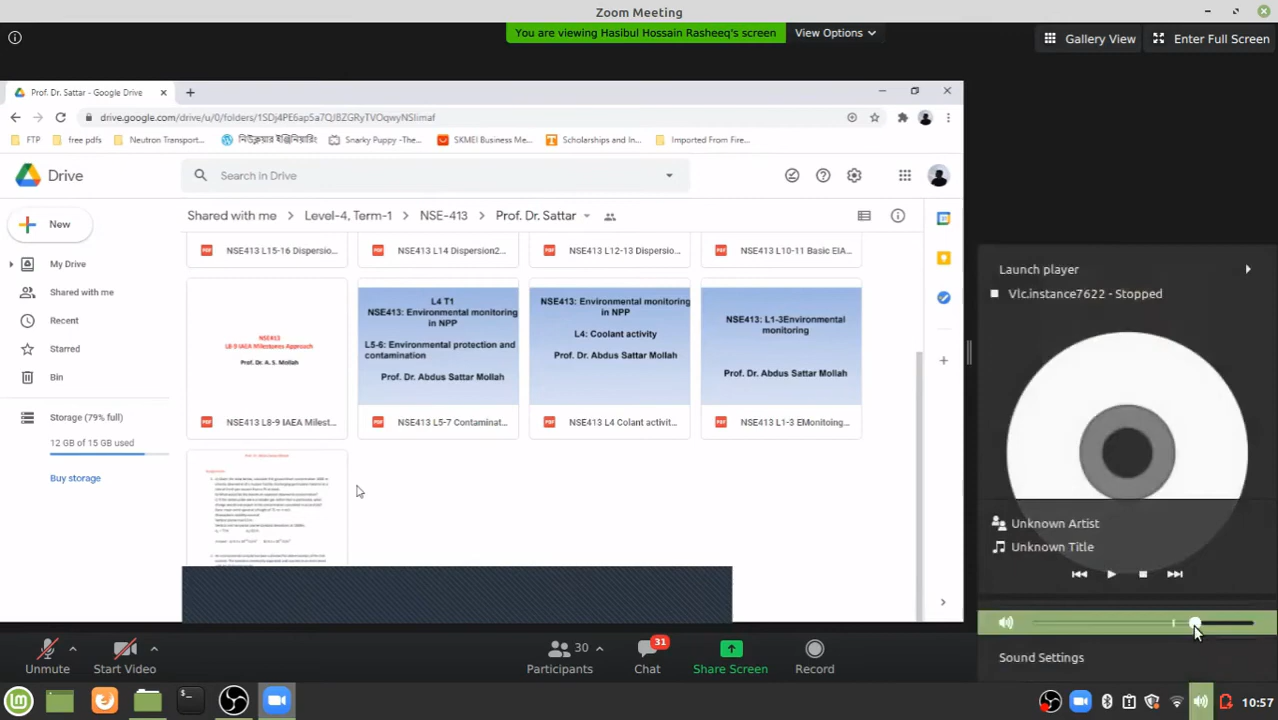 Zoom Meeting
You are viewing Hasibul Hossain Rasheeq's screen
View Options
Gallery View
Enter Full Screen
Prof. Dr. Sattar - Google Drive
drive.google.com/drive/u/0/folders/1SDj4PE6ap5a7QJBZGRyTVOqwyNSIimaf
FTP
free pdfs
Neutron Transport...
নিউক্লিয়ার ইঞ্জিনিয়ারিং
Snarky Puppy -The...
SKMEI Business Me...
Scholarships and In...
Imported From Fire...
Drive
Search in Drive
New
Shared with me
Level-4, Term-1
NSE-413
Prof. Dr. Sattar
My Drive
Shared with me
Recent
Starred
Bin
Storage (79% full)
12 GB of 15 GB used
Buy storage
NSE413 L15-16 Dispersio...
NSE413 L14 Dispersion2...
NSE413 L12-13 Dispersio...
NSE413 L10-11 Basic EIA...
NSE413
L8-9 IAEA Milestones Approach
Prof. Dr. A. S. Mollah
L4 T1
NSE413: Environmental monitoring
in NPP
L5-6: Environmental protection and
contamination
Prof. Dr. Abdus Sattar Mollah
NSE413: Environmental monitoring
in NPP
L4: Coolant activity
Prof. Dr. Abdus Sattar Mollah
NSE413: L1-3Environmental
monitoring
Prof. Dr. Abdus Sattar Mollah
NSE413 L8-9 IAEA Milest...
NSE413 L5-7 Contaminat...
NSE413 L4 Colant activit...
NSE413 L1-3 EMonitoing...
Launch player
Vlc.instance7622 - Stopped
Unknown Artist
Unknown Title
Sound Settings
Unmute
Start Video
30
Participants
31
Chat
Share Screen
Record
10:57